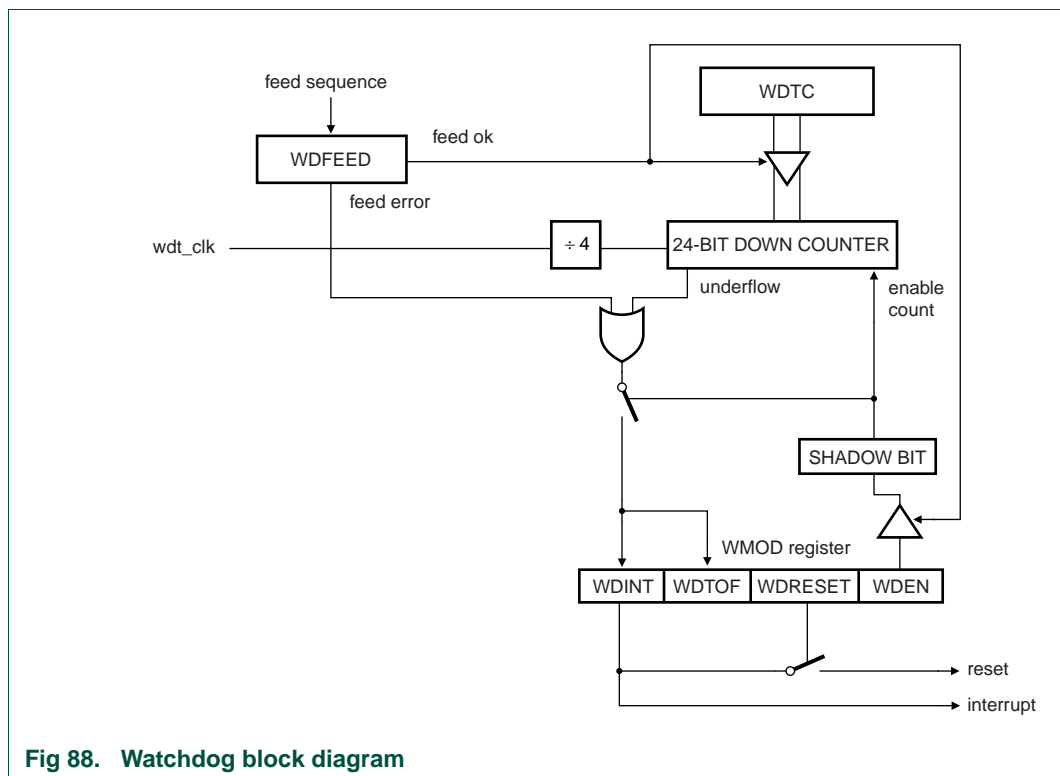 feed sequence
WDTC
feed ok
WDFEED
feed error
wdt_clk
÷ 4
24-BIT DOWN COUNTER
underflow
enable
count
SHADOW BIT
WMOD register
WDINT WDTOF WDRESET WDEN
reset
interrupt
Fig 88. Watchdog block diagram